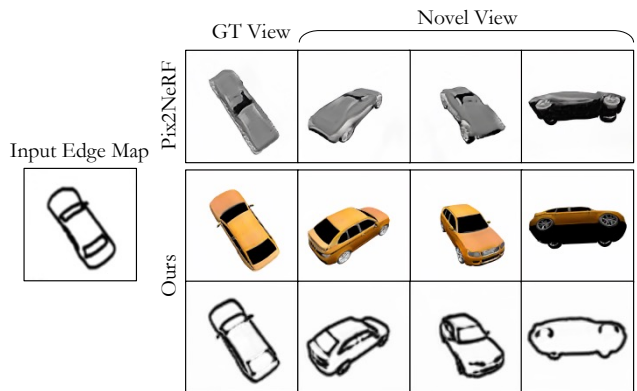 GT View
Novel View
Pix2NeRF
Input Edge Map
Ours